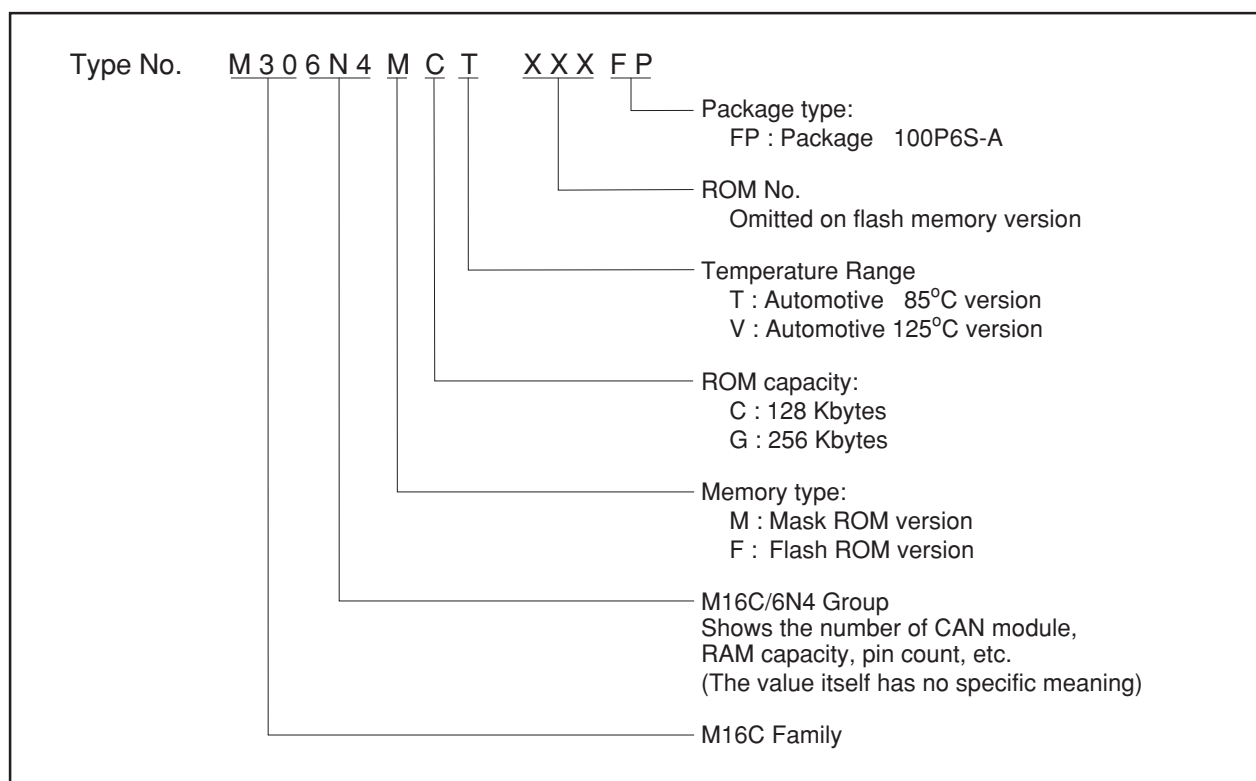 Type No. M 3 0 6 N 4 M C T X X X F P
Package type:
FP : Package 100P6S-A
ROM No.
Omitted on flash memory version
Temperature Range
T : Automotive 85°C version
V : Automotive 125°C version
ROM capacity:
C : 128 Kbytes
G : 256 Kbytes
Memory type:
M : Mask ROM version
F : Flash ROM version
M16C/6N4 Group
Shows the number of CAN module,
RAM capacity, pin count, etc.
(The value itself has no specific meaning)
M16C Family